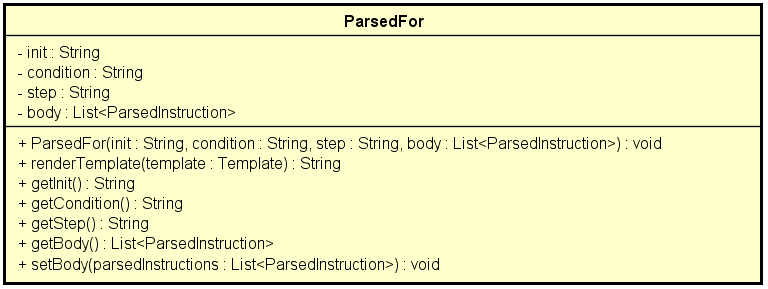 ParsedFor
- init : String
- condition : String
- step : String
- body : List<ParsedInstruction>
+ ParsedFor(init : String, condition : String, step : String, body : List<ParsedInstruction>) : void
+ renderTemplate(template : Template) : String
+ getInit() : String
+ getCondition() : String
+ getStep() : String
+ getBody() : List<ParsedInstruction>
+ setBody(parsedInstructions : List<ParsedInstruction>) : void